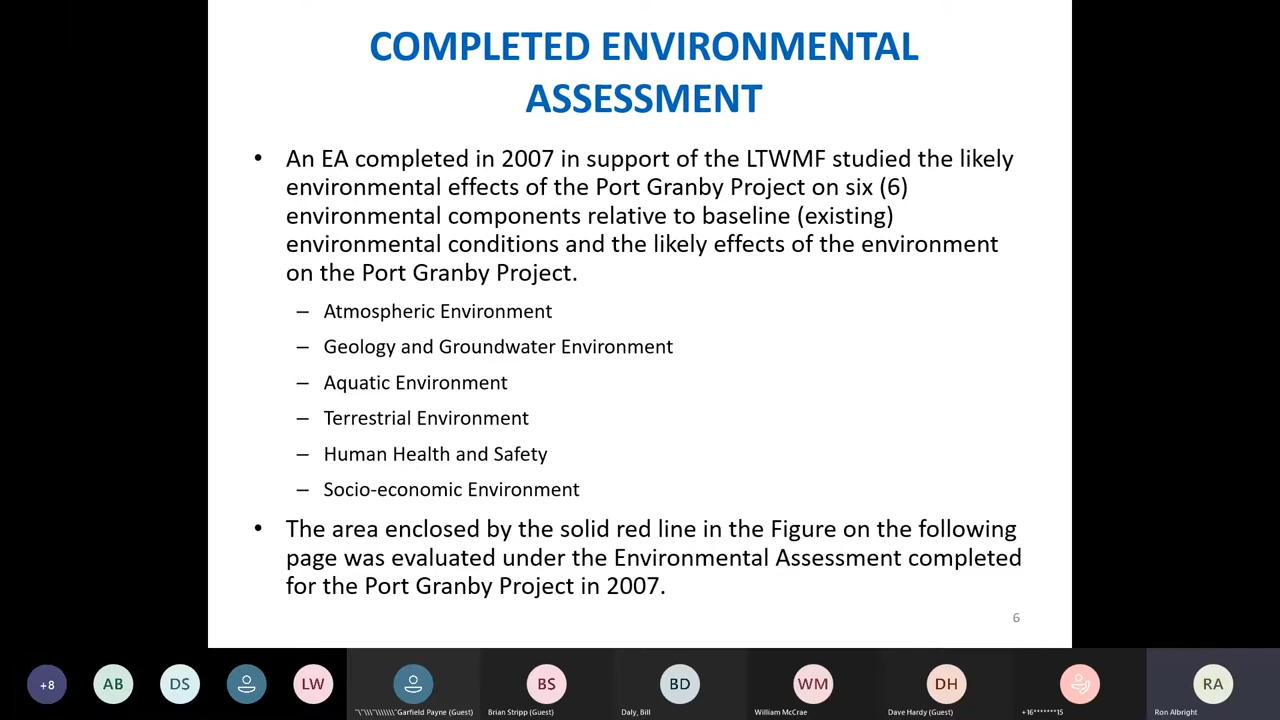 COMPLETED ENVIRONMENTAL
ASSESSMENT
• An EA completed in 2007 in support of the LTWMF studied the likely
environmental effects of the Port Granby Project on six (6)
environmental components relative to baseline (existing)
environmental conditions and the likely effects of the environment
on the Port Granby Project.
– Atmospheric Environment
– Geology and Groundwater Environment
– Aquatic Environment
– Terrestrial Environment
– Human Health and Safety
– Socio-economic Environment
• The area enclosed by the solid red line in the Figure on the following
page was evaluated under the Environmental Assessment completed
for the Port Granby Project in 2007.
6
+8 AB DS LW BS BD WM DH RA
"\"\\\"\\\\\\\"Garfield Payne (Guest) Brian Stripp (Guest) Daly, Bill William McCrae Dave Hardy (Guest) +16*******15 Ron Albright